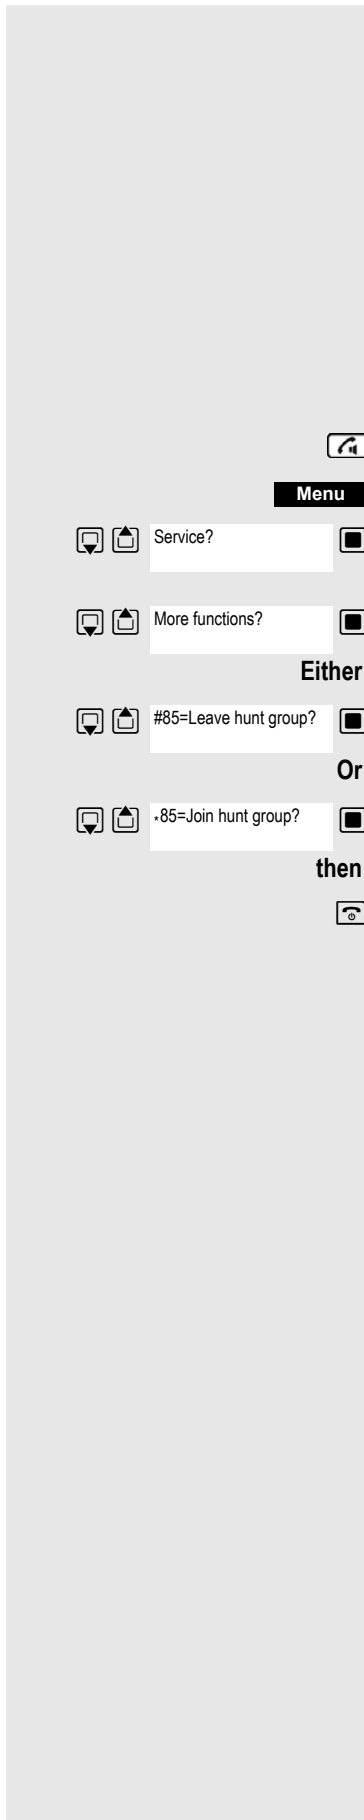 Menu
Service?
More functions?
Either
#85=Leave hunt group?
Or
*85=Join hunt group?
then